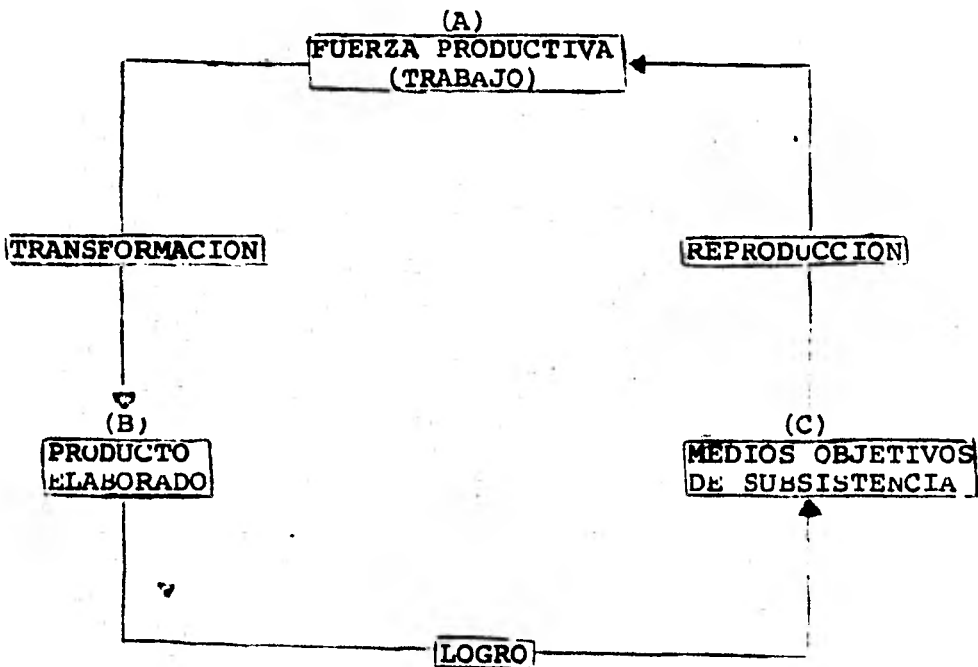 (A)
FUERZA PRODUCTIVA
(TRABAJO)
TRANSFORMACION
REPRODUCCION
(B)
PRODUCTO
ELABORADO
(C)
MEDIOS OBJETIVOS
DE SUBSISTENCIA
LOGRO